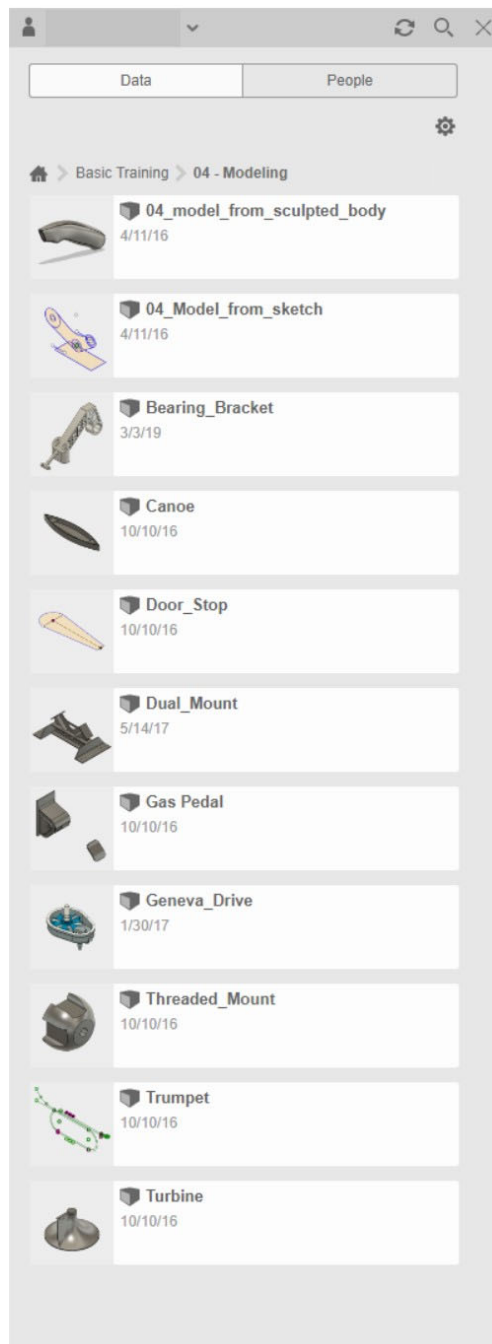 Data People
Basic Training 04 - Modeling
04_model_from_sculpted_body
4/11/16
04_Model_from_sketch
4/11/16
Bearing_Bracket
3/3/19
Canoe
10/10/16
Door_Stop
10/10/16
Dual_Mount
5/14/17
Gas Pedal
10/10/16
Geneva_Drive
1/30/17
Threaded_Mount
10/10/16
Trumpet
10/10/16
Turbine
10/10/16